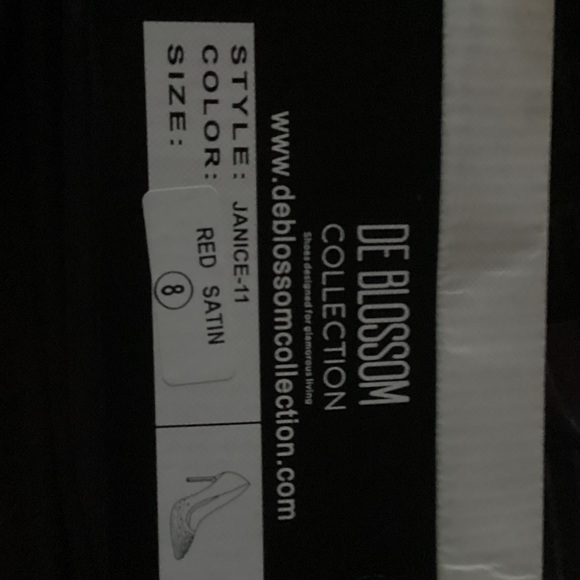 DE BLOSSOM
COLLECTION
Shoes designed for glamorous living
www.deblossomcollection.com
STYLE: JANICE-11
COLOR: RED SATIN
SIZE: 8